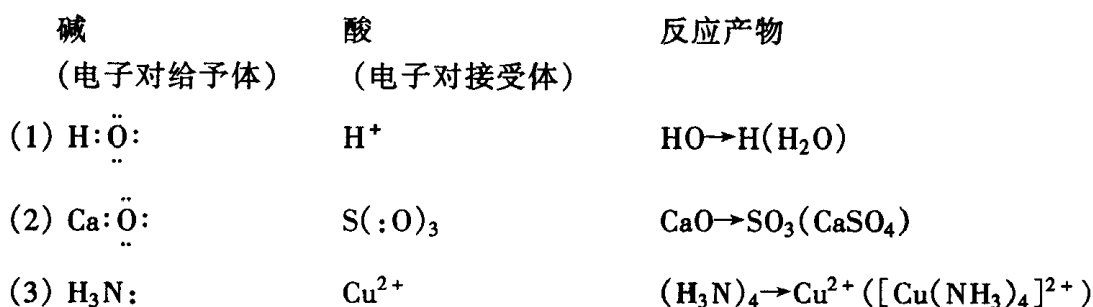 碱 酸 反应产物
(电子对给予体) (电子对接受体)
(1) H:Ö: H⁺ HO→H(H₂O)
(2) Ca:Ö: S(:O)₃ CaO→SO₃(CaSO₄)
(3) H₃N: Cu²⁺ (H₃N)₄→Cu²⁺([Cu(NH₃)₄]²⁺)